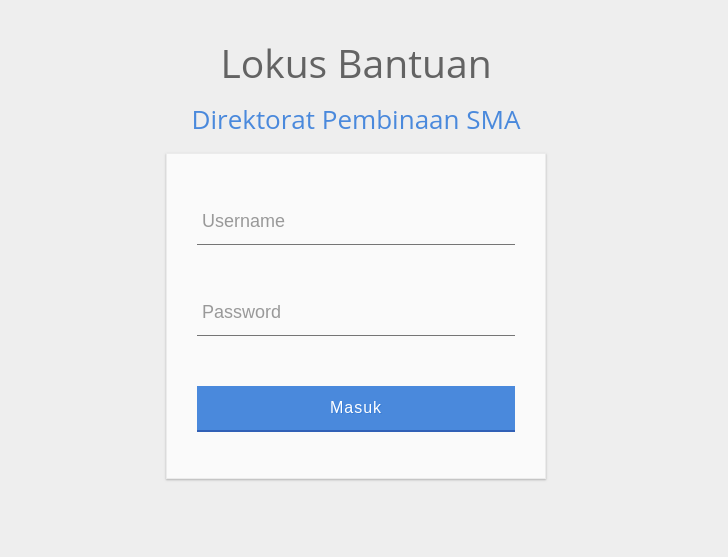 Lokus Bantuan
Direktorat Pembinaan SMA
Username
Password
Masuk